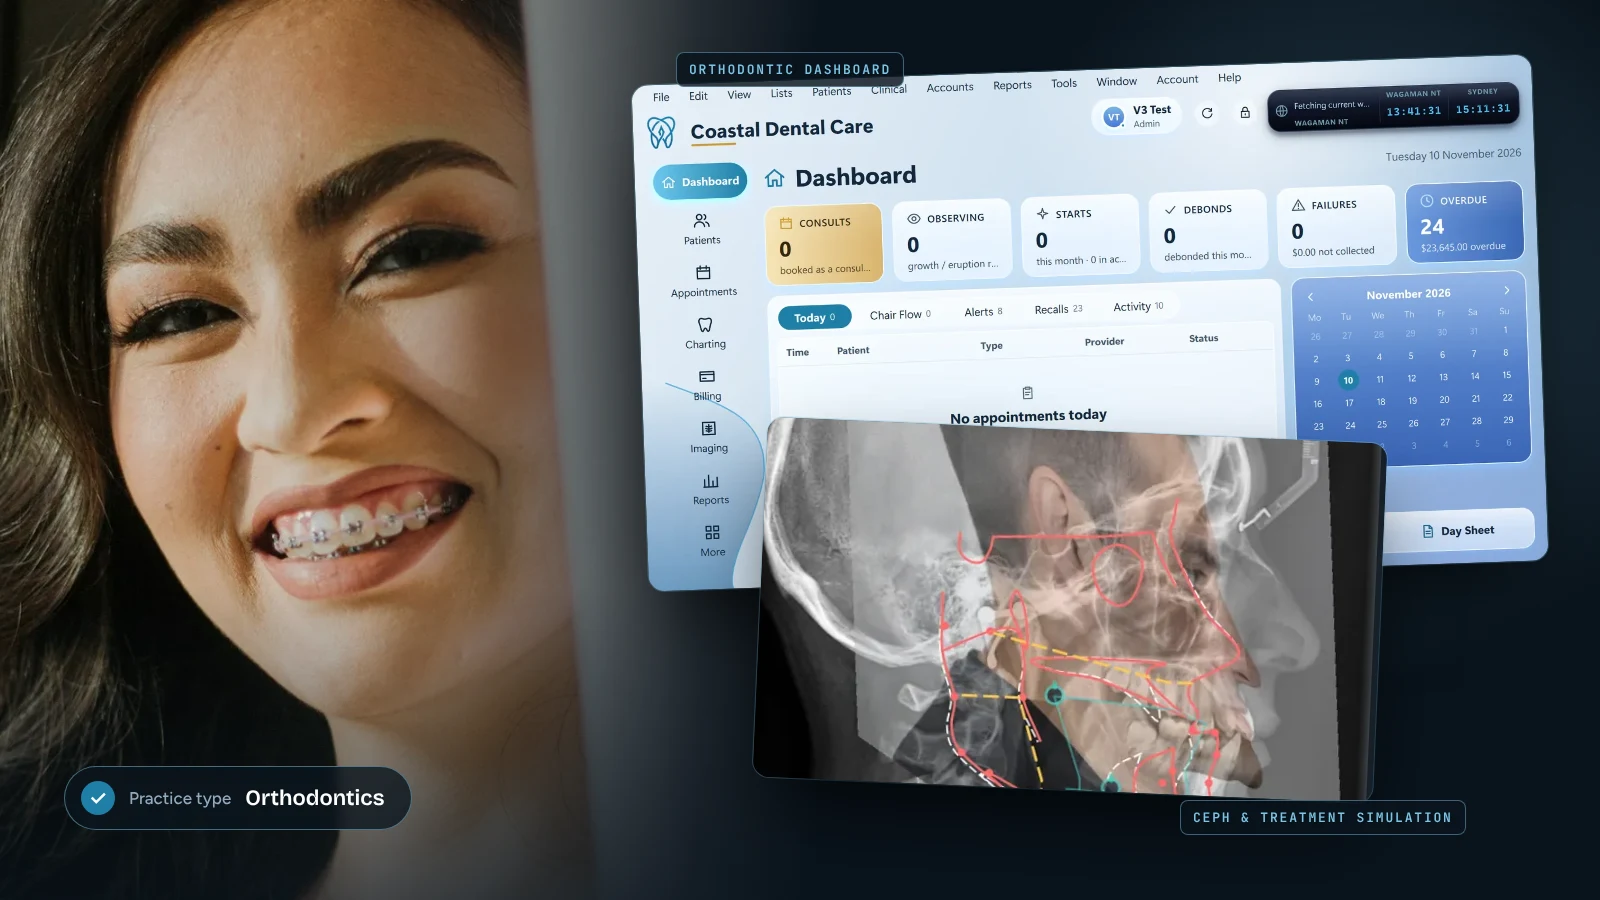 ORTHODONTIC DASHBOARD
File Edit View Lists Patients Clinical Accounts Reports Tools Window Account Help
Coastal Dental Care
VT
V3 Test
Admin
Fetching current w...
WAGAMAN NT
WAGAMAN NT
13:41:31
SYDNEY
15:11:31
Tuesday 10 November 2026
Dashboard
Patients
Appointments
Charting
Billing
Imaging
Reports
More
Dashboard
CONSULTS
0
booked as a consul...
OBSERVING
0
growth / eruption r...
STARTS
0
this month · 0 in ac...
DEBONDS
0
debonded this mo...
FAILURES
0
$0.00 not collected
OVERDUE
24
$23,645.00 overdue
Today 0 Chair Flow 0 Alerts 8 Recalls 23 Activity 10
Time Patient Type Provider Status
No appointments today
November 2026
Mo Tu We Th Fr Sa Su
26 27 28 29 30 31 1
2 3 4 5 6 7 8
9 10 11 12 13 14 15
16 17 18 19 20 21 22
23 24 25 26 27 28 29
3 4 5 6
Day Sheet
CEPH & TREATMENT SIMULATION
Practice type Orthodontics